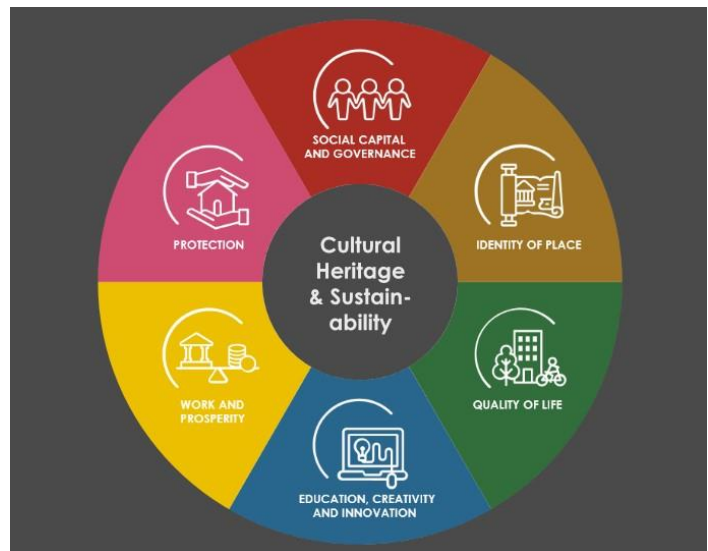 SOCIAL CAPITAL
AND GOVERNANCE
PROTECTION
IDENTITY OF PLACE
Cultural
Heritage
& Sustain-
ability
WORK AND
PROSPERITY
QUALITY OF LIFE
EDUCATION, CREATIVITY
AND INNOVATION